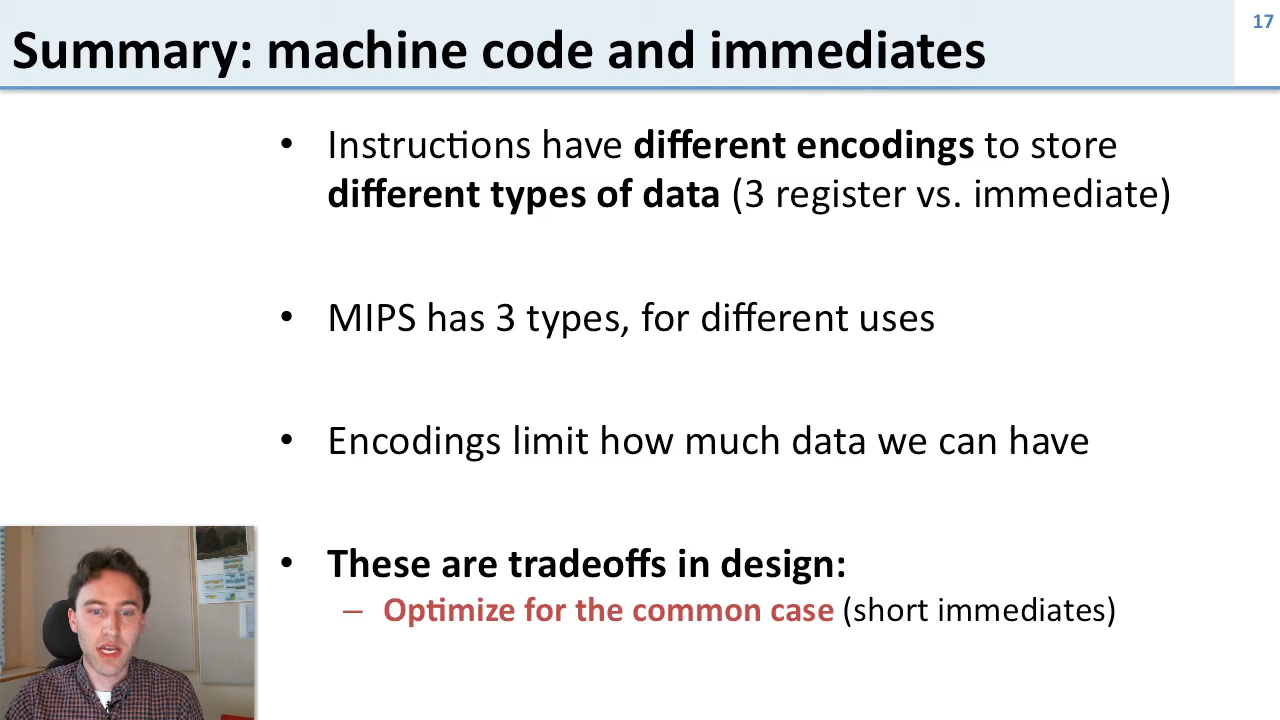 17
Summary: machine code and immediates
• Instructions have different encodings to store
different types of data (3 register vs. immediate)
• MIPS has 3 types, for different uses
• Encodings limit how much data we can have
• These are tradeoffs in design:
– Optimize for the common case (short immediates)